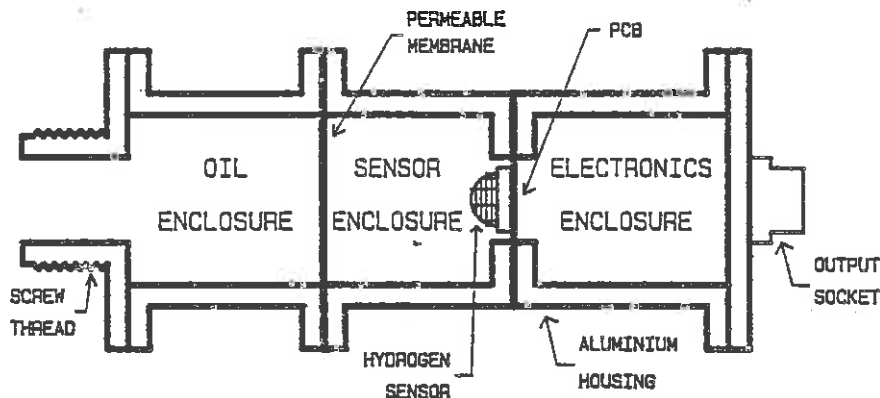 PERMEABLE
MEMBRANE
PCB
OIL
ENCLOSURE
SENSOR
ENCLOSURE
ELECTRONICS
ENCLOSURE
SCREW
THREAD
HYDROGEN
SENSOR
ALUMINIUM
HOUSING
OUTPUT
SOCKET